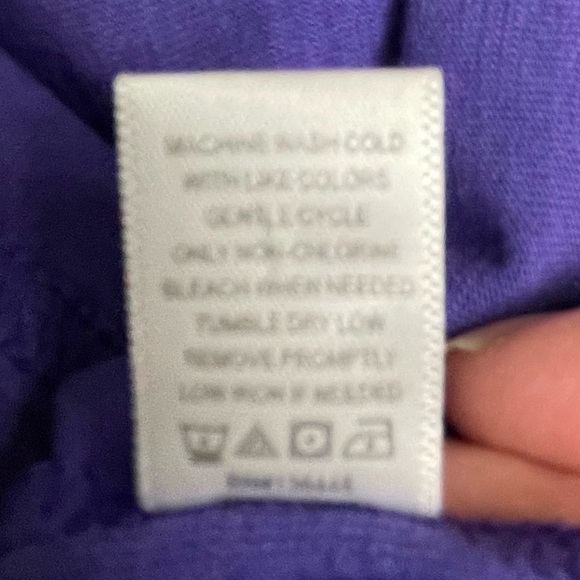 MACHINE WASH COLD
WITH LIKE COLORS
GENTLE CYCLE
ONLY NON-CHLORINE
BLEACH WHEN NEEDED
TUMBLE DRY LOW
REMOVE PROMPTLY
LOW IRON IF NEEDED